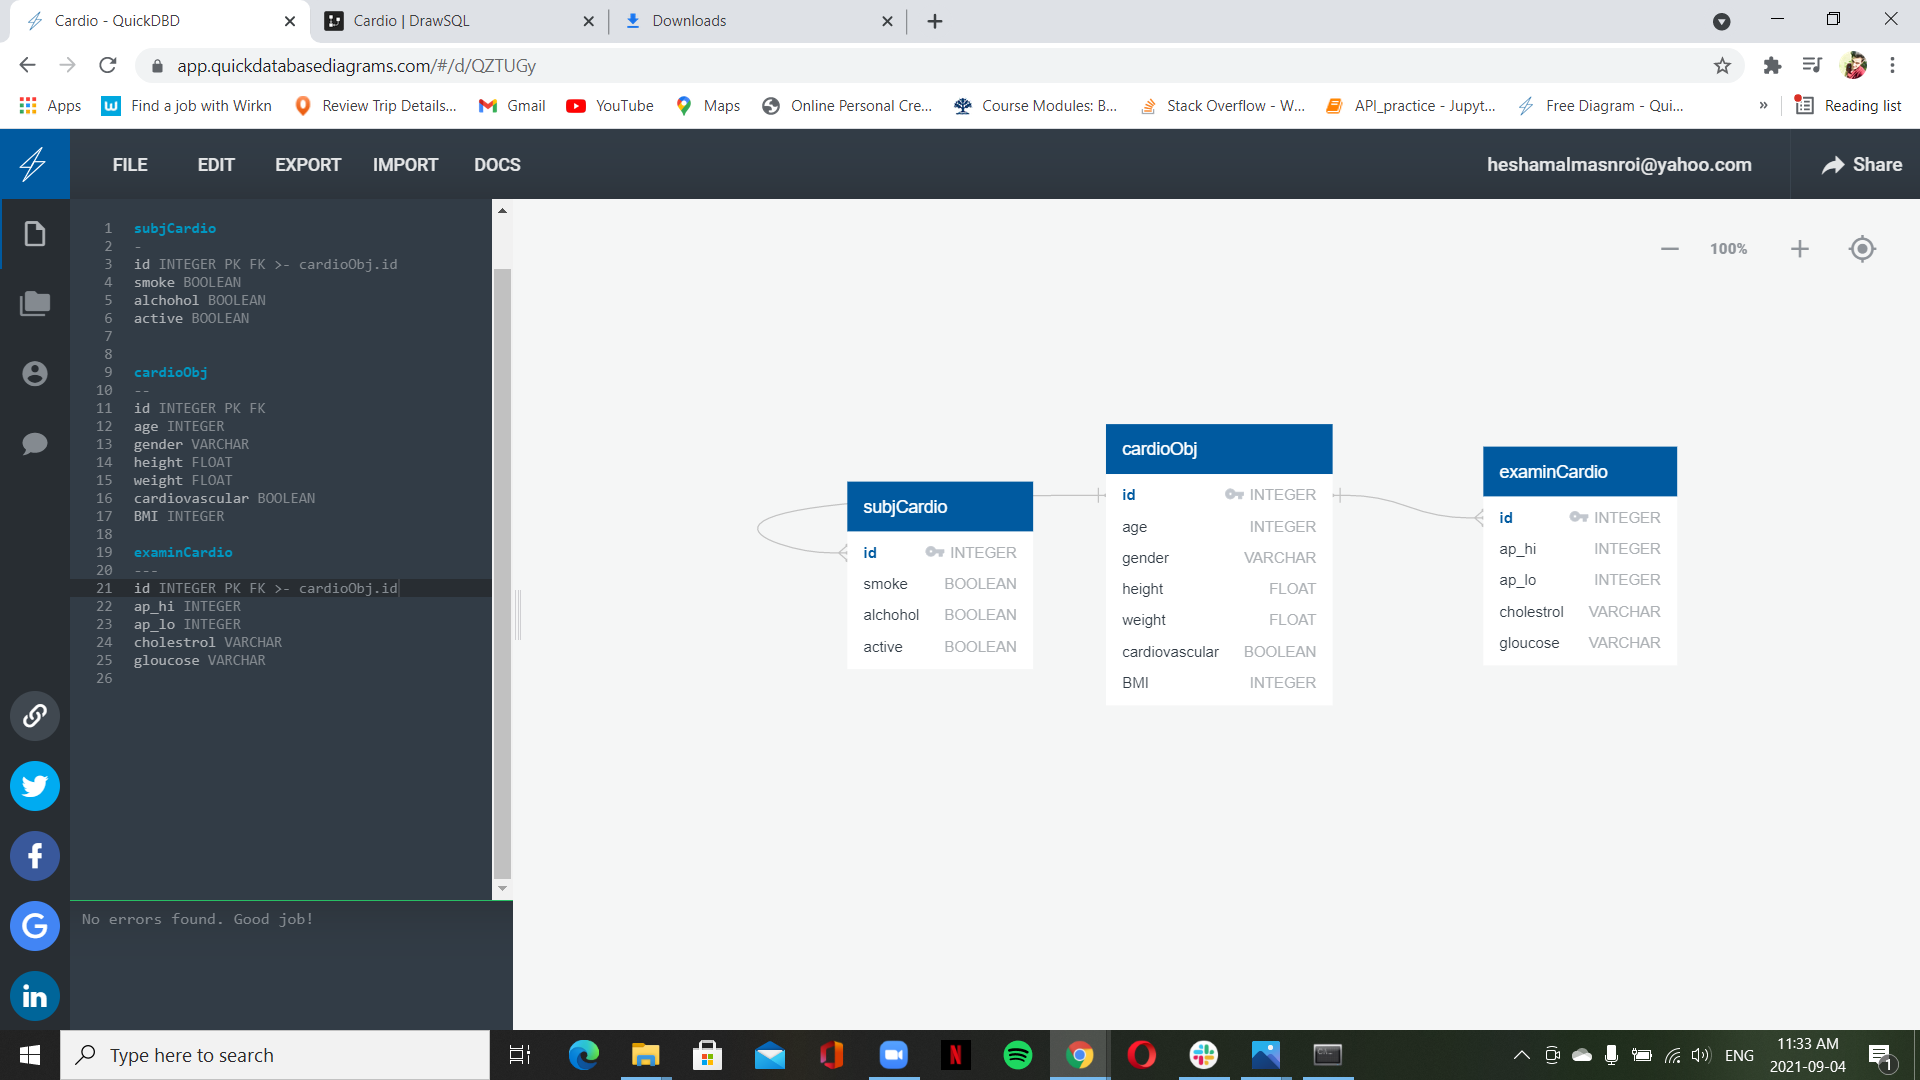 Cardio - QuickDBD
Cardio | DrawSQL
Downloads
app.quickdatabasediagrams.com/#/d/QZTUGy
Apps
Find a job with Wirkn
Review Trip Details...
Gmail
YouTube
Maps
Online Personal Cre...
Course Modules: B...
Stack Overflow - W...
API_practice - Jupyt...
Free Diagram - Qui...
»
Reading list
FILE
EDIT
EXPORT
IMPORT
DOCS
heshamalmasnroi@yahoo.com
Share
1 subjCardio
2 -
3 id INTEGER PK FK >- cardioObj.id
4 smoke BOOLEAN
5 alchohol BOOLEAN
6 active BOOLEAN
7
8
9 cardioObj
10 --
11 id INTEGER PK FK
12 age INTEGER
13 gender VARCHAR
14 height FLOAT
15 weight FLOAT
16 cardiovascular BOOLEAN
17 BMI INTEGER
18
19 examinCardio
20 ---
21 id INTEGER PK FK >- cardioObj.id
22 ap_hi INTEGER
23 ap_lo INTEGER
24 cholestrol VARCHAR
25 gloucose VARCHAR
26
No errors found. Good job!
100%
subjCardio
id INTEGER
smoke BOOLEAN
alchohol BOOLEAN
active BOOLEAN
cardioObj
id INTEGER
age INTEGER
gender VARCHAR
height FLOAT
weight FLOAT
cardiovascular BOOLEAN
BMI INTEGER
examinCardio
id INTEGER
ap_hi INTEGER
ap_lo INTEGER
cholestrol VARCHAR
gloucose VARCHAR
Type here to search
ENG
11:33 AM
2021-09-04
1